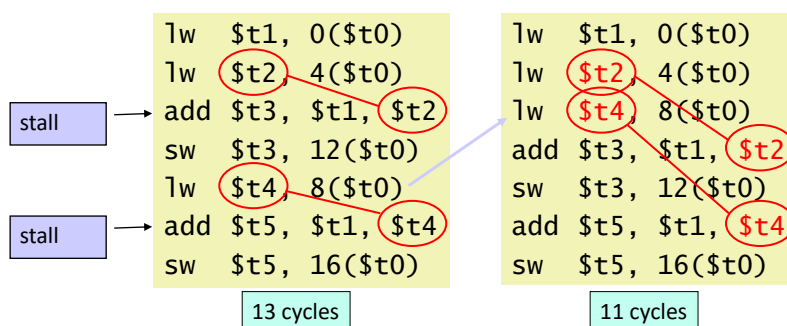 lw $t1, 0($t0)
lw $t2, 4($t0)
stall
add $t3, $t1, $t2
sw $t3, 12($t0)
lw $t4, 8($t0)
stall
add $t5, $t1, $t4
sw $t5, 16($t0)
13 cycles
lw $t1, 0($t0)
lw $t2, 4($t0)
lw $t4, 8($t0)
add $t3, $t1, $t2
sw $t3, 12($t0)
add $t5, $t1, $t4
sw $t5, 16($t0)
11 cycles